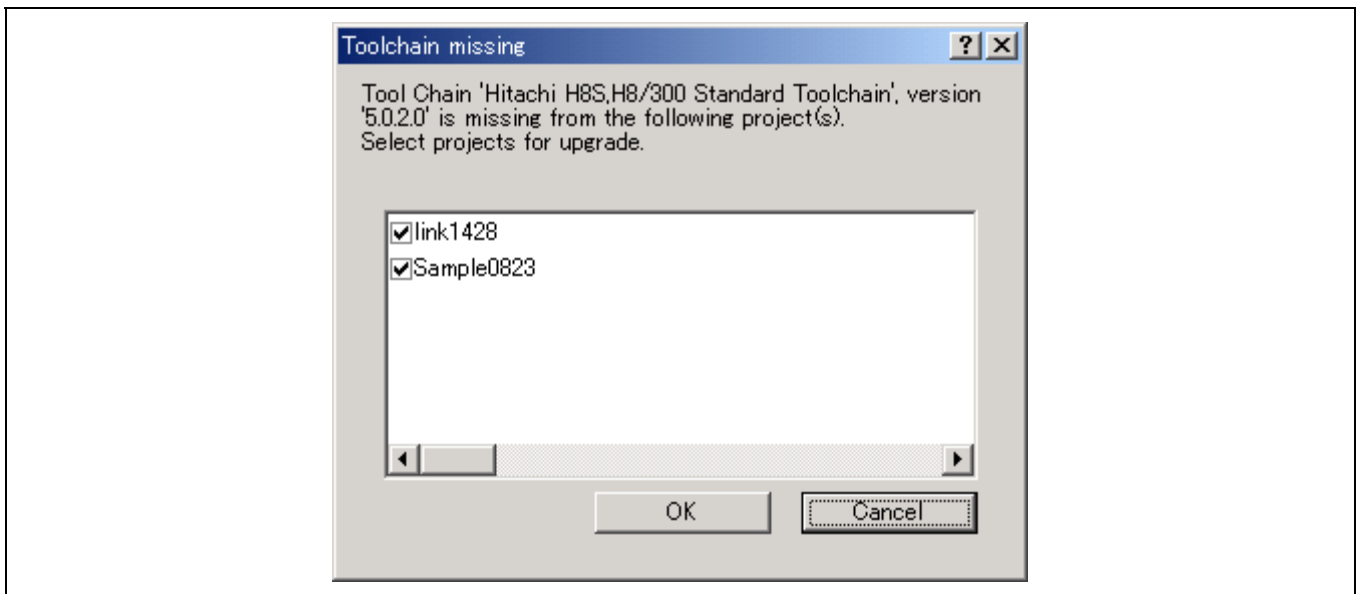 Toolchain missing
Tool Chain 'Hitachi H8S,H8/300 Standard Toolchain', version
'5.0.2.0' is missing from the following project(s).
Select projects for upgrade.
link1428
Sample0823
OK
Cancel